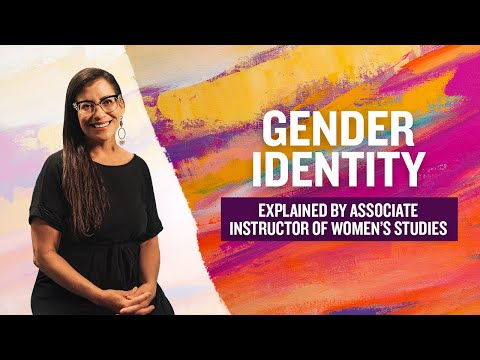 GENDER
IDENTITY
EXPLAINED BY ASSOCIATE
INSTRUCTOR OF WOMEN'S STUDIES